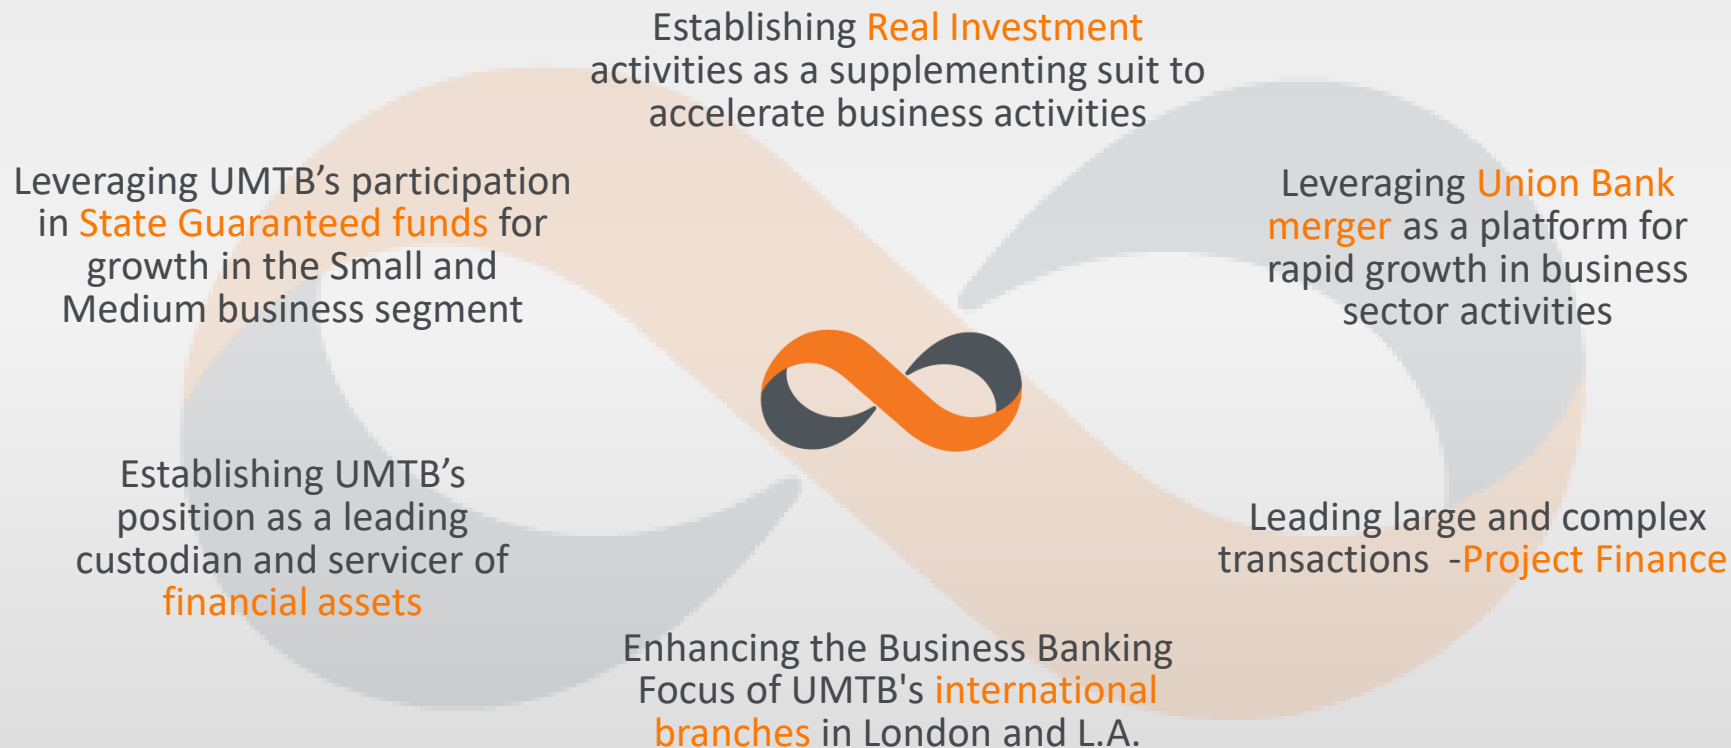 Establishing Real Investment
activities as a supplementing suit to
accelerate business activities
Leveraging UMTB’s participation
in State Guaranteed funds for
growth in the Small and
Medium business segment
Leveraging Union Bank
merger as a platform for
rapid growth in business
sector activities
Establishing UMTB’s
position as a leading
custodian and servicer of
financial assets
Leading large and complex
transactions -Project Finance
Enhancing the Business Banking
Focus of UMTB's international
branches in London and L.A.